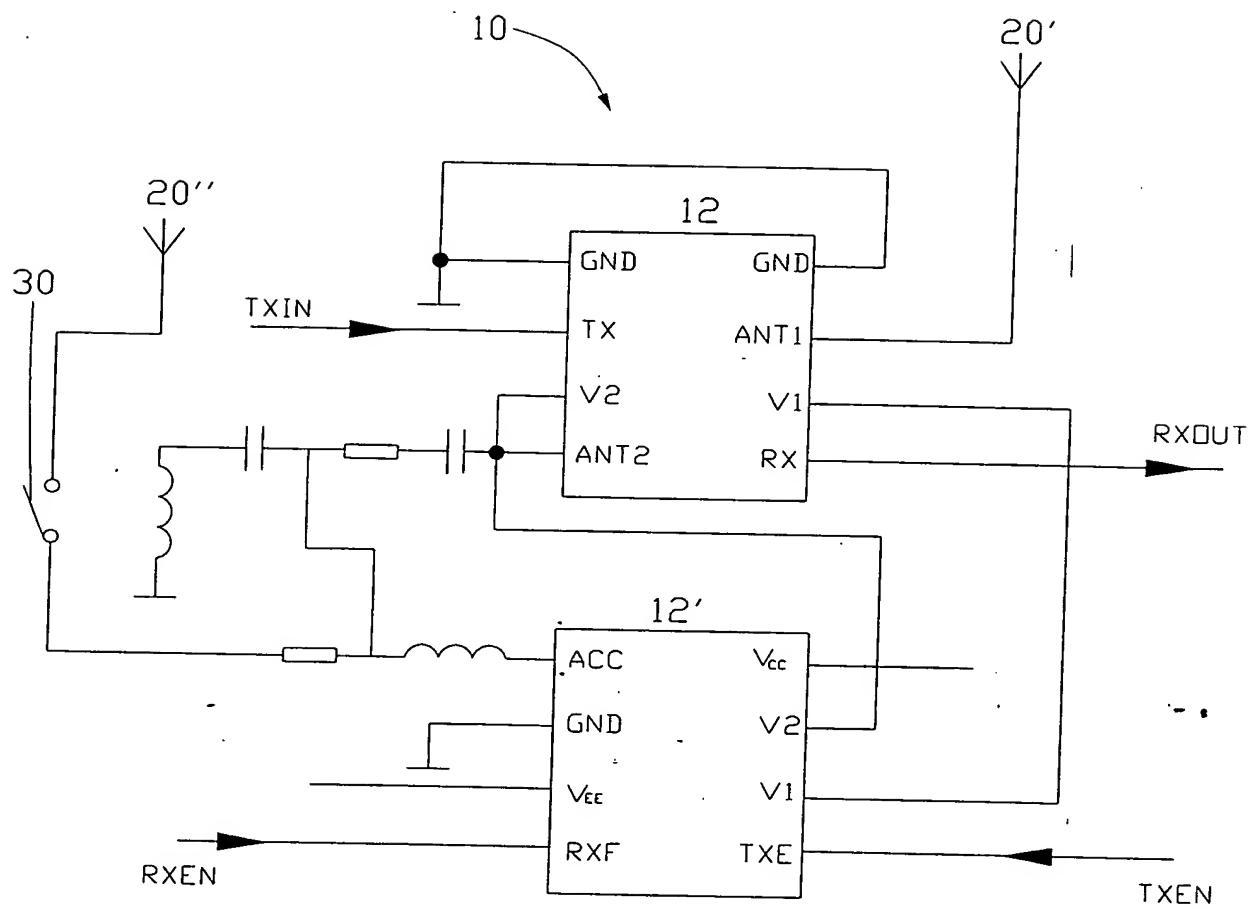 10
20'
20''
12
30
GND GND
TXIN
TX ANT1
V2 V1
RXOUT
ANT2 RX
12'
ACC Vcc
GND V2
VEE V1
RXF TXE
RXEN
TXEN